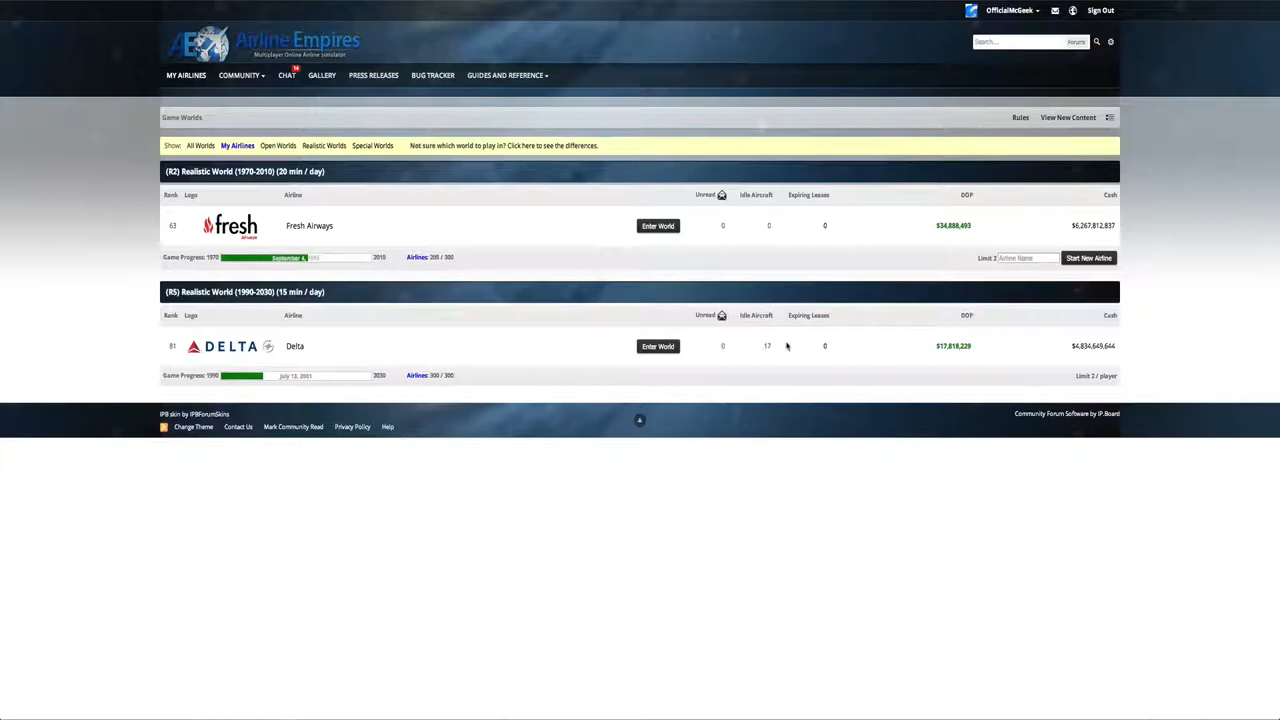 OfficialMcGeek Sign Out
AE Airline Empires
Multiplayer Online Airline Simulator
Search... Forums
MY AIRLINES COMMUNITY CHAT 14 GALLERY PRESS RELEASES BUG TRACKER GUIDES AND REFERENCE
Game Worlds Rules View New Content
Show: All Worlds My Airlines Open Worlds Realistic Worlds Special Worlds Not sure which world to play in? Click here to see the differences.
(R2) Realistic World (1970-2010) (20 min / day)
Rank Logo Airline Unread Idle Aircraft Expiring Leases DOP Cash
63 fresh Airways Fresh Airways Enter World 0 0 0 $34,888,493 $6,267,812,837
Game Progress: 1970 September 4, 2010 Airlines: 205 / 300 Limit 2 Airline Name Start New Airline
(R5) Realistic World (1990-2030) (15 min / day)
Rank Logo Airline Unread Idle Aircraft Expiring Leases DOP Cash
81 DELTA Delta Enter World 0 17 0 $17,818,229 $4,834,649,644
Game Progress: 1990 July 13, 2001 2030 Airlines: 300 / 300 Limit 2 / player
IPB skin by IPBForumSkins Community Forum Software by IP.Board
Change Theme Contact Us Mark Community Read Privacy Policy Help